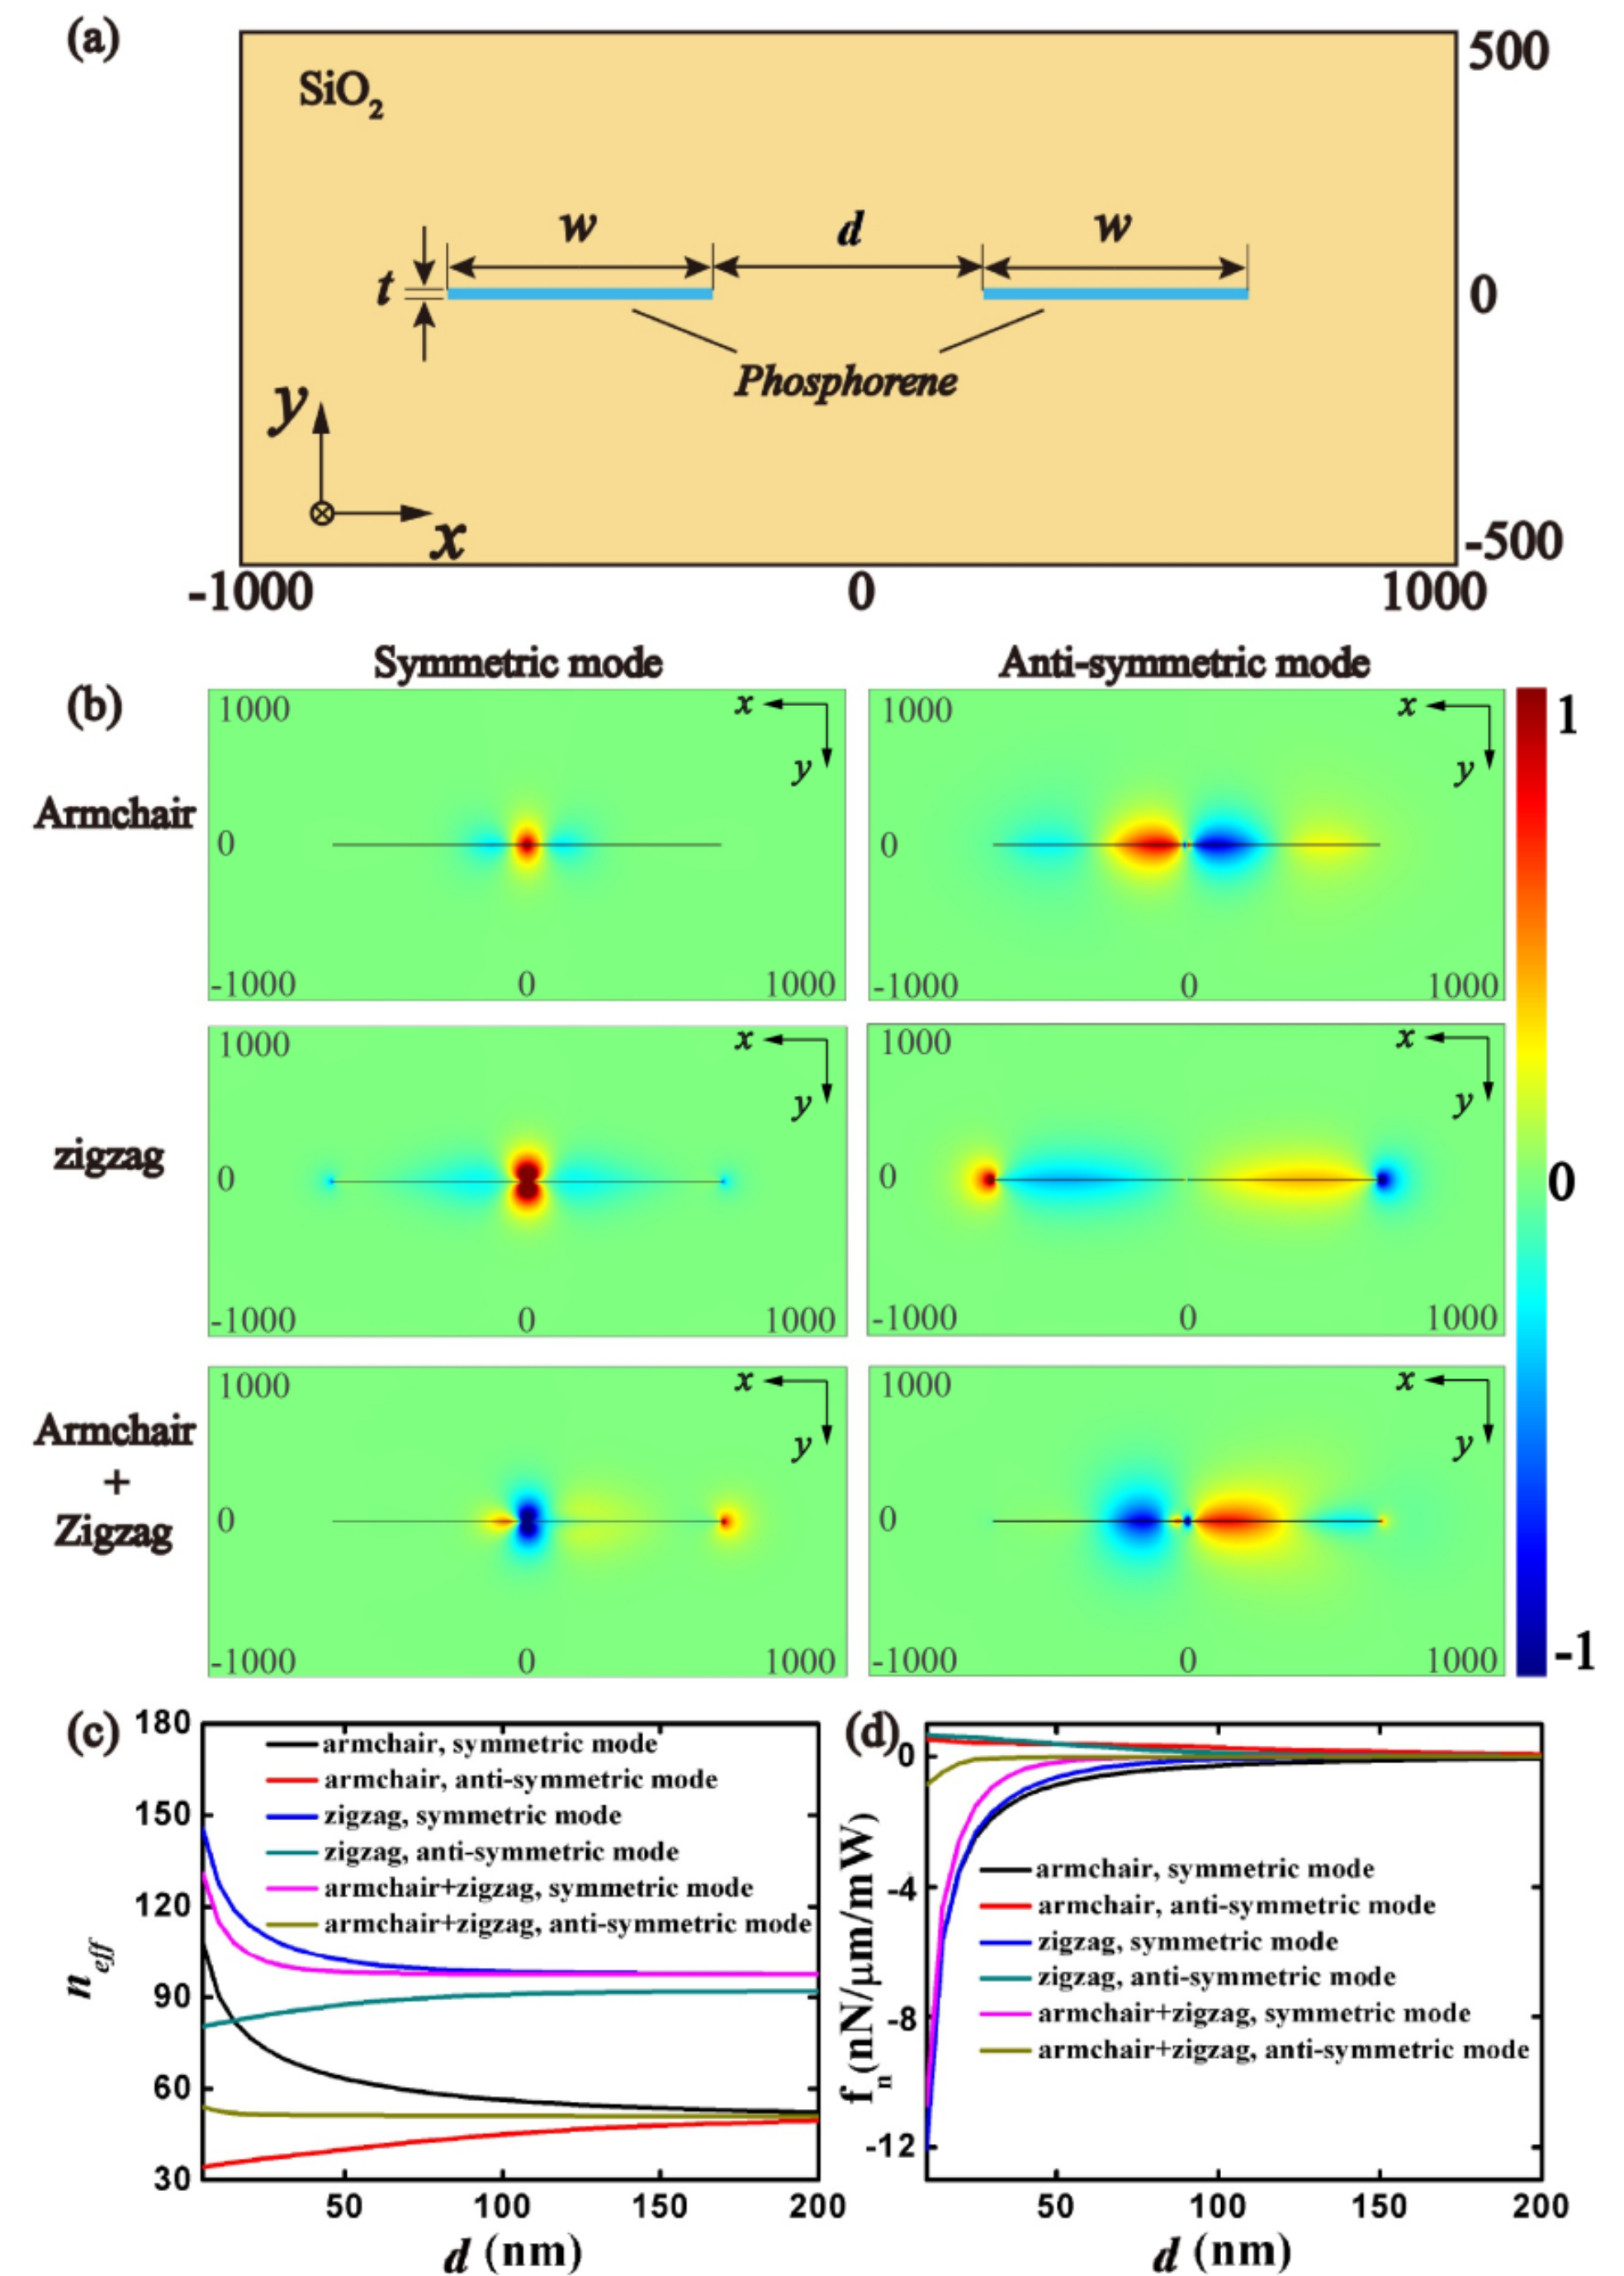 (a)
500
SiO2
w
d
w
t
0
Phosphorene
y
x
-500
-1000
0
1000
Symmetric mode
Anti-symmetric mode
(b)
1000
x
y
0
-1000
0
1000
1000
x
y
0
-1000
0
1000
1
Armchair
1000
x
y
0
-1000
0
1000
1000
x
y
0
-1000
0
1000
zigzag
0
1000
x
y
0
-1000
0
1000
1000
x
y
0
-1000
0
1000
Armchair
+
Zigzag
-1
(c)
180
150
120
90
60
30
neff
armchair, symmetric mode
armchair, anti-symmetric mode
zigzag, symmetric mode
zigzag, anti-symmetric mode
armchair+zigzag, symmetric mode
armchair+zigzag, anti-symmetric mode
50
100
150
200
d (nm)
(d)
0
-4
-8
-12
fn(nN/μm/mW)
armchair, symmetric mode
armchair, anti-symmetric mode
zigzag, symmetric mode
zigzag, anti-symmetric mode
armchair+zigzag, symmetric mode
armchair+zigzag, anti-symmetric mode
50
100
150
200
d (nm)